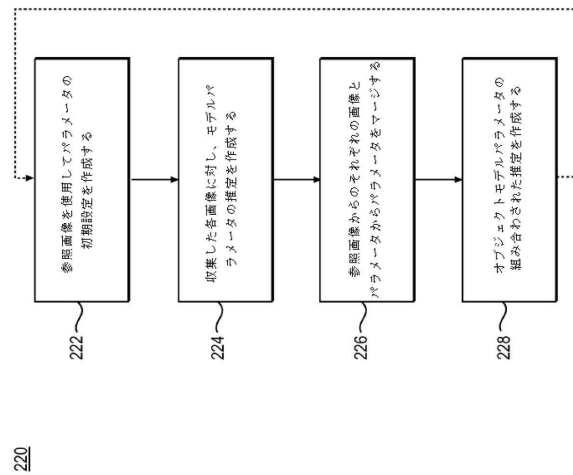 220
222
参照画像を使用してパラメータの
初期設定を作成する
224
収集した各画像に対し、モデルパ
ラメータの推定を作成する
226
参照画像からのそれぞれの画像と
パラメータからパラメータをマージする
228
オブジェクトモデルパラメータの
組み合わされた推定を作成する